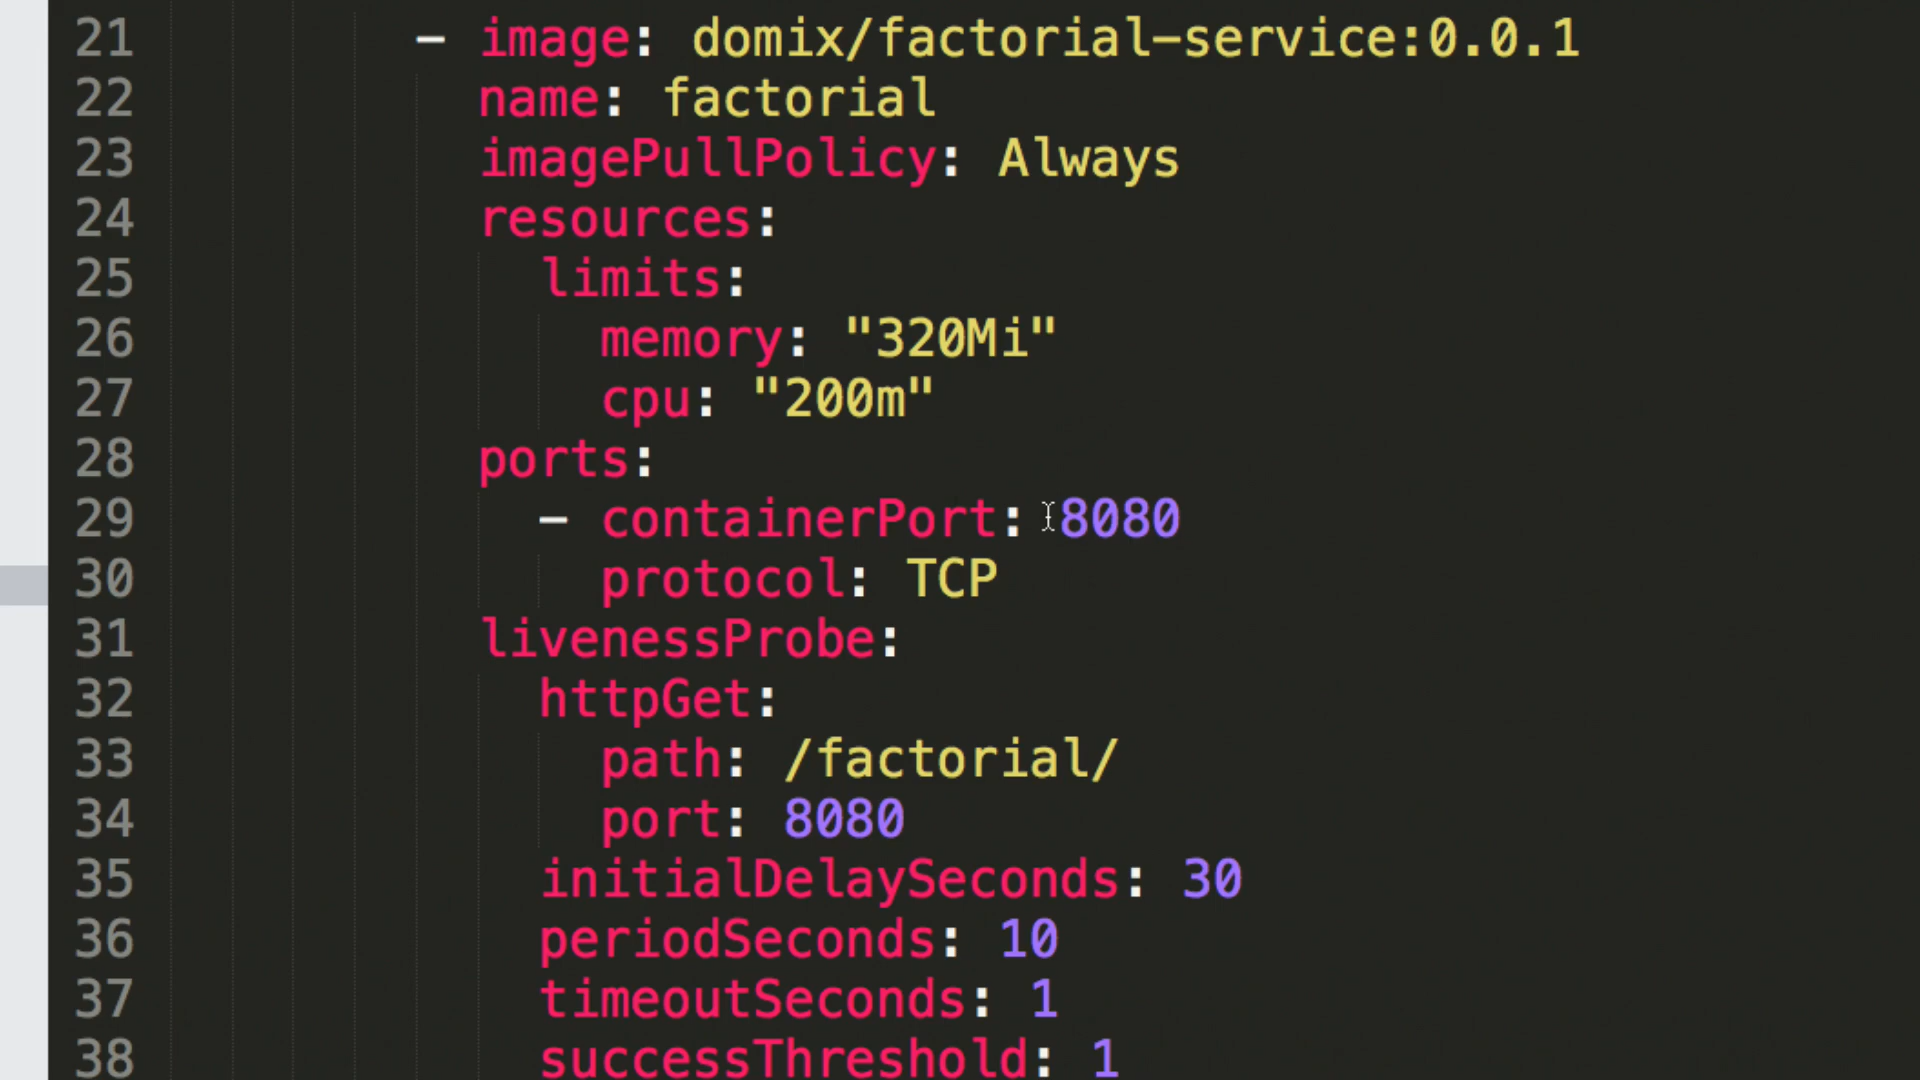 21 - image: domix/factorial-service:0.0.1
22 name: factorial
23 imagePullPolicy: Always
24 resources:
25 limits:
26 memory: "320Mi"
27 cpu: "200m"
28 ports:
29 - containerPort: 8080
30 protocol: TCP
31 livenessProbe:
32 httpGet:
33 path: /factorial/
34 port: 8080
35 initialDelaySeconds: 30
36 periodSeconds: 10
37 timeoutSeconds: 1
38 successThreshold: 1